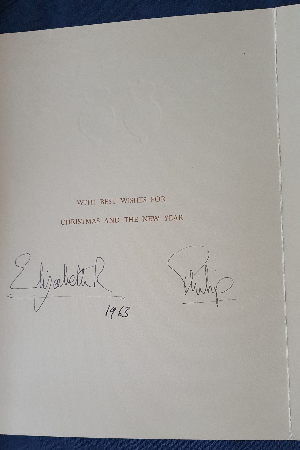 WITH BEST WISHES FOR
CHRISTMAS AND THE NEW YEAR
Elizabeth R
Philip
1963